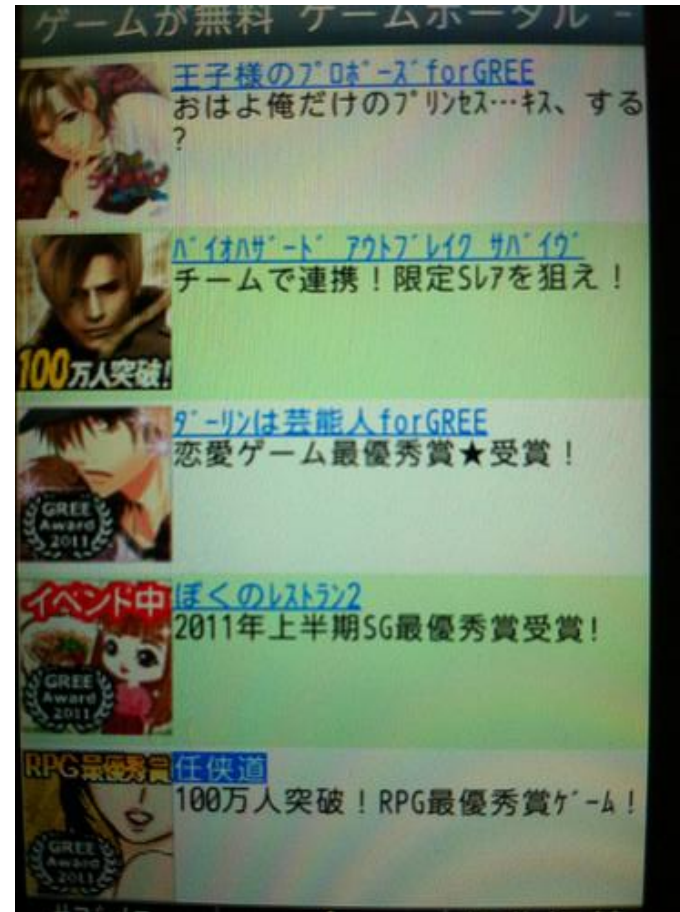 ゲームが無料 ゲームポータル -
王子様のﾌﾟﾛﾎﾟｰｽﾞforGREE
おはよ俺だけのﾌﾟﾘﾝｾｽ…ｷｽ、する
?
ﾊﾞｲｵﾊｻﾞｰﾄﾞ ｱｳﾄﾌﾞﾚｲｸ ｻﾊﾞｲｳﾞ
チームで連携！限定Sﾚｱを狙え！
100万人突破!
ﾀﾞｰﾘﾝは芸能人forGREE
恋愛ゲーム最優秀賞★受賞！
GREE
Award
2011
イベント中
ぼくのﾚｽﾄﾗﾝ2
2011年上半期SG最優秀賞受賞!
GREE
Award
2011
RPG最優秀賞
任侠道
100万人突破！RPG最優秀賞ｹﾞｰﾑ！
GREE
Award
2011